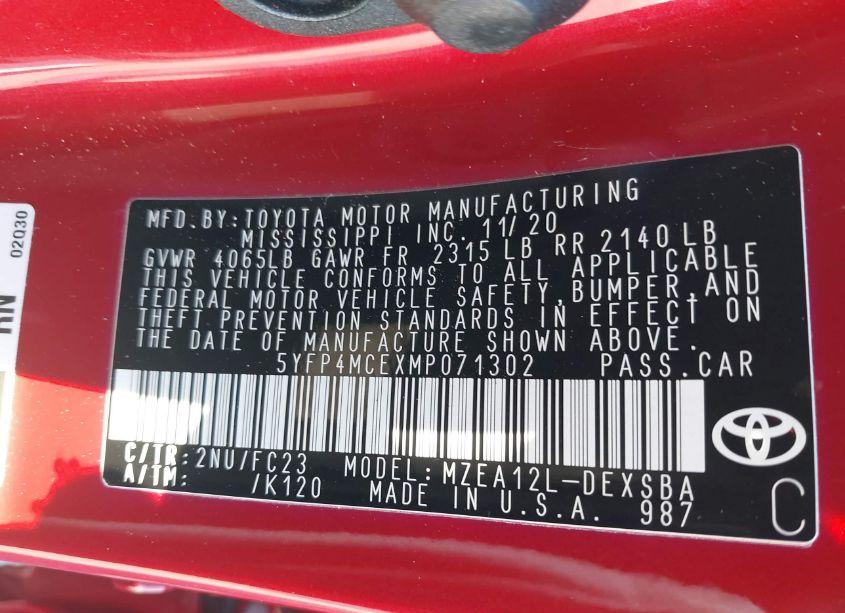 MFD. BY: TOYOTA MOTOR MANUFACTURING
MISSISSIPPI INC. 11/20
GVWR 4065LB GAWR FR 2315 LB RR 2140 LB
THIS VEHICLE CONFORMS TO ALL APPLICABLE
FEDERAL MOTOR VEHICLE SAFETY, BUMPER, AND
THEFT PREVENTION STANDARDS IN EFFECT ON
THE DATE OF MANUFACTURE SHOWN ABOVE.
5YFP4MCEXMP071302 PASS. CAR
C/TR: 2NU/FC23 MODEL: MZEA12L-DEXSBA
A/TM: /K120 MADE IN U.S.A. 987
C
02030